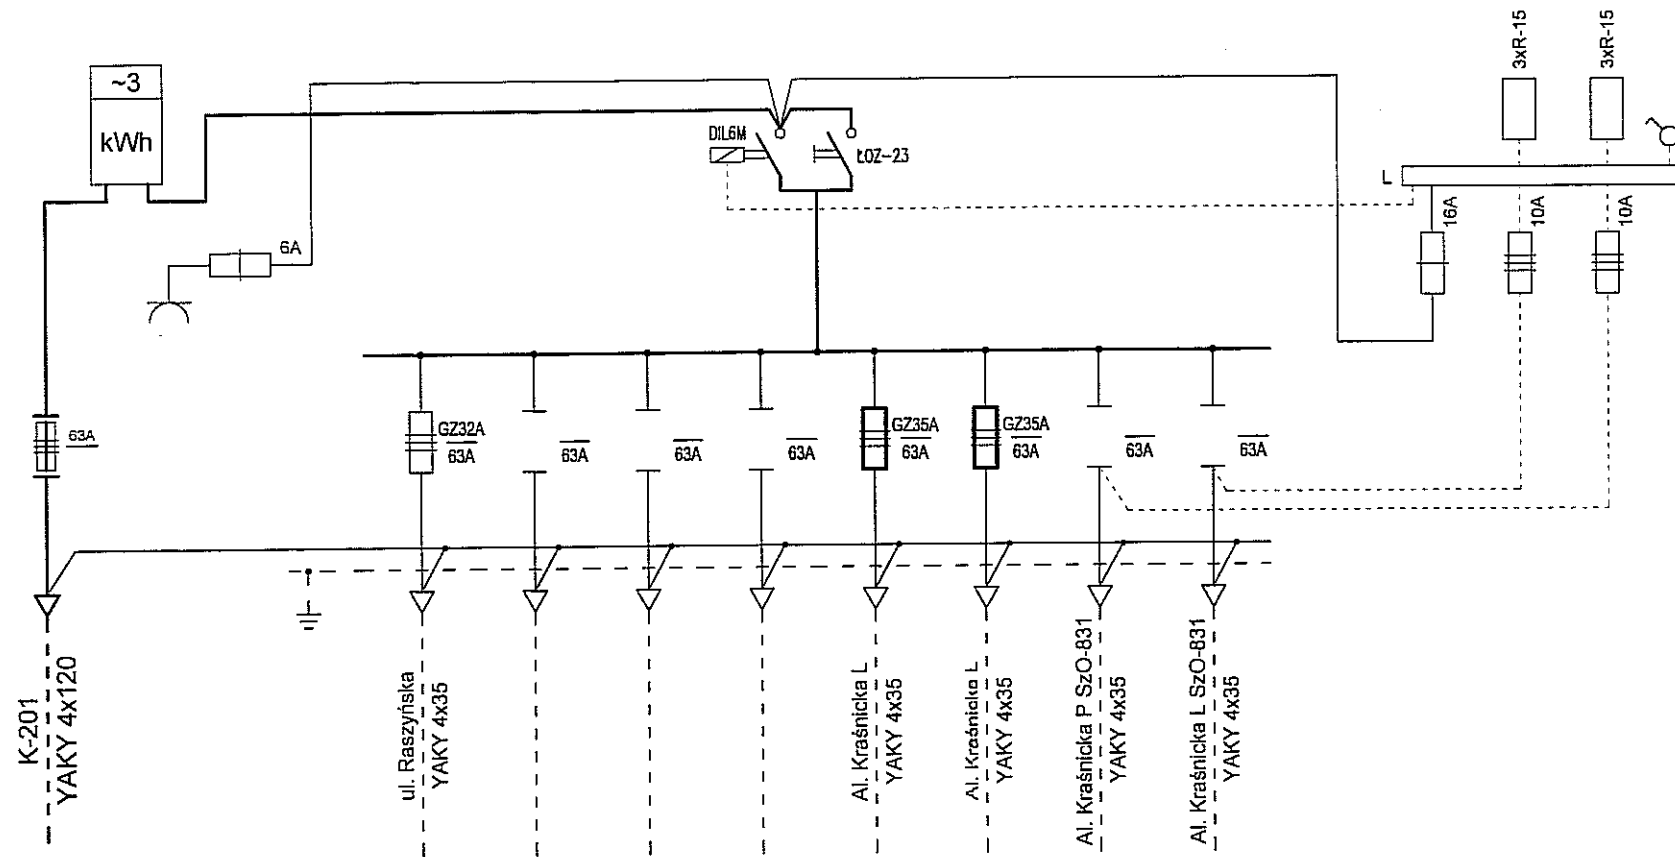 ~3
kWh
3xR-15
3xR-15
DIL6M
ŁOZ-23
L
16A
10A
10A
6A
63A
GZ32A
63A
63A
63A
63A
GZ35A
63A
GZ35A
63A
63A
63A
K-201
YAKY 4x120
ul. Raszyńska
YAKY 4x35
Al. Kraśnicka L
YAKY 4x35
Al. Kraśnicka L
YAKY 4x35
Al. Kraśnicka P SzO-831
YAKY 4x35
Al. Kraśnicka L SzO-831
YAKY 4x35